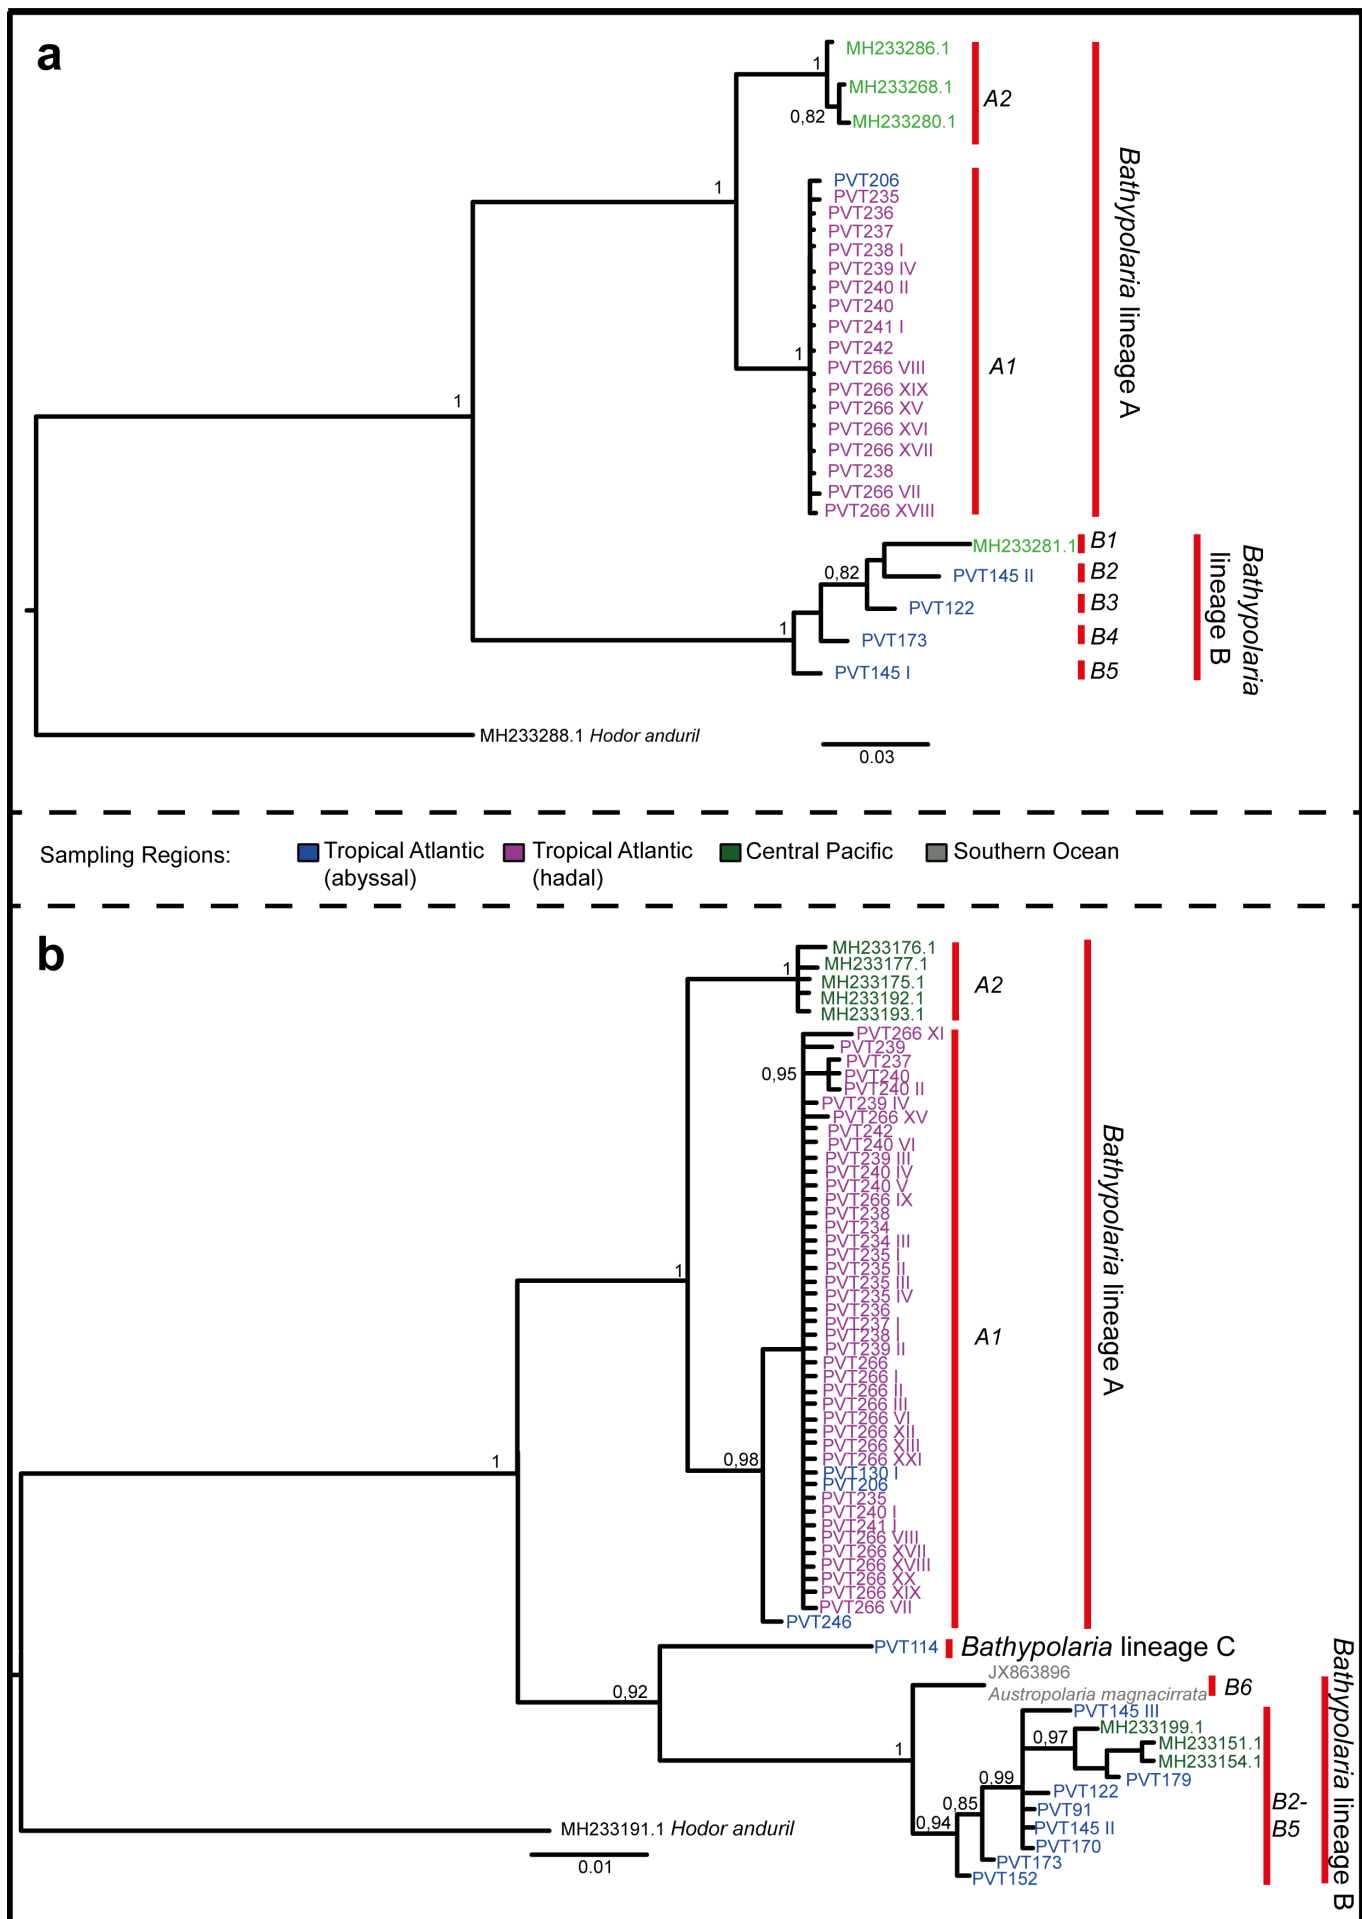 a
MH233286.1
1
MH233268.1
A2
0,82
MH233280.1
Bathypolaria lineage A
PVT206
1
PVT235
PVT236
PVT237
PVT238 I
PVT239 IV
PVT240 II
PVT240
PVT241 I
PVT242
1
PVT266 VIII
A1
PVT266 XIX
1
PVT266 XV
PVT266 XVI
PVT266 XVII
PVT238
PVT266 VII
PVT266 XVIII
MH233281.1
B1
0,82
PVT145 II
B2
PVT122
B3
1
PVT173
B4
PVT145 I
B5
Bathypolaria
lineage B
MH233288.1 Hodor anduril
0.03
Sampling Regions:
Tropical Atlantic
(abyssal)
Tropical Atlantic
(hadal)
Central Pacific
Southern Ocean
b
MH233176.1
1
MH233177.1
MH233175.1
A2
MH233192.1
MH233193.1
PVT266 XI
PVT239
PVT237
0,95
PVT240
PVT240 II
PVT239 IV
PVT266 XV
PVT242
PVT240 VI
PVT239 III
PVT240 IV
PVT240 V
PVT266 IX
PVT238
PVT234
PVT234 III
PVT235 I
PVT235 II
1
PVT235 III
PVT235 IV
PVT236
PVT237 I
PVT238 I
A1
PVT239 II
PVT266
PVT266 I
PVT266 II
PVT266 III
PVT266 VI
PVT266 XII
PVT266 XIII
PVT266 XXI
0,98
1
PVT130 I
PVT206
PVT235
PVT240 I
PVT241 I
PVT266 VIII
PVT266 XVII
PVT266 XVIII
PVT266 XX
PVT266 XIX
PVT266 VII
PVT246
Bathypolaria lineage A
PVT114
Bathypolaria lineage C
JX863896
Austropolaria magnacirrata
B6
0,92
PVT145 III
MH233199.1
0,97
MH233151.1
1
MH233154.1
0,99
PVT179
PVT122
0,85
PVT91
B2-
B5
0,94
PVT145 II
PVT170
PVT173
PVT152
Bathypolaria lineage B
MH233191.1 Hodor anduril
0.01